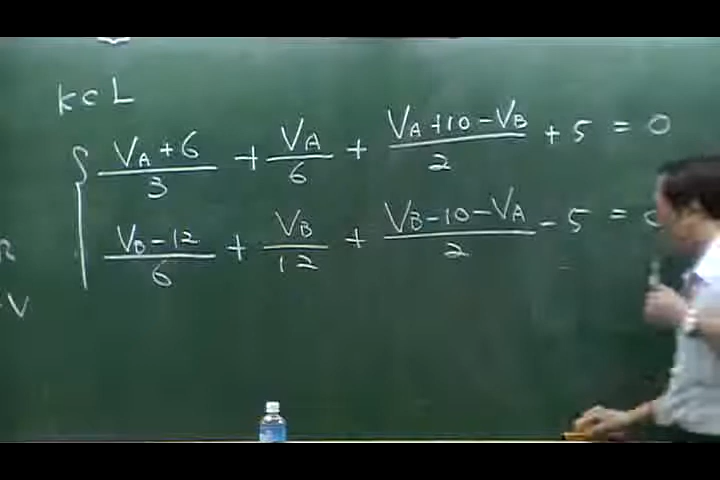 KCL
(V_A + 6)/3 + V_A/6 + (V_A + 10 - V_B)/2 + 5 = 0
(V_B - 12)/6 + V_B/12 + (V_B - 10 - V_A)/2 - 5 =
V